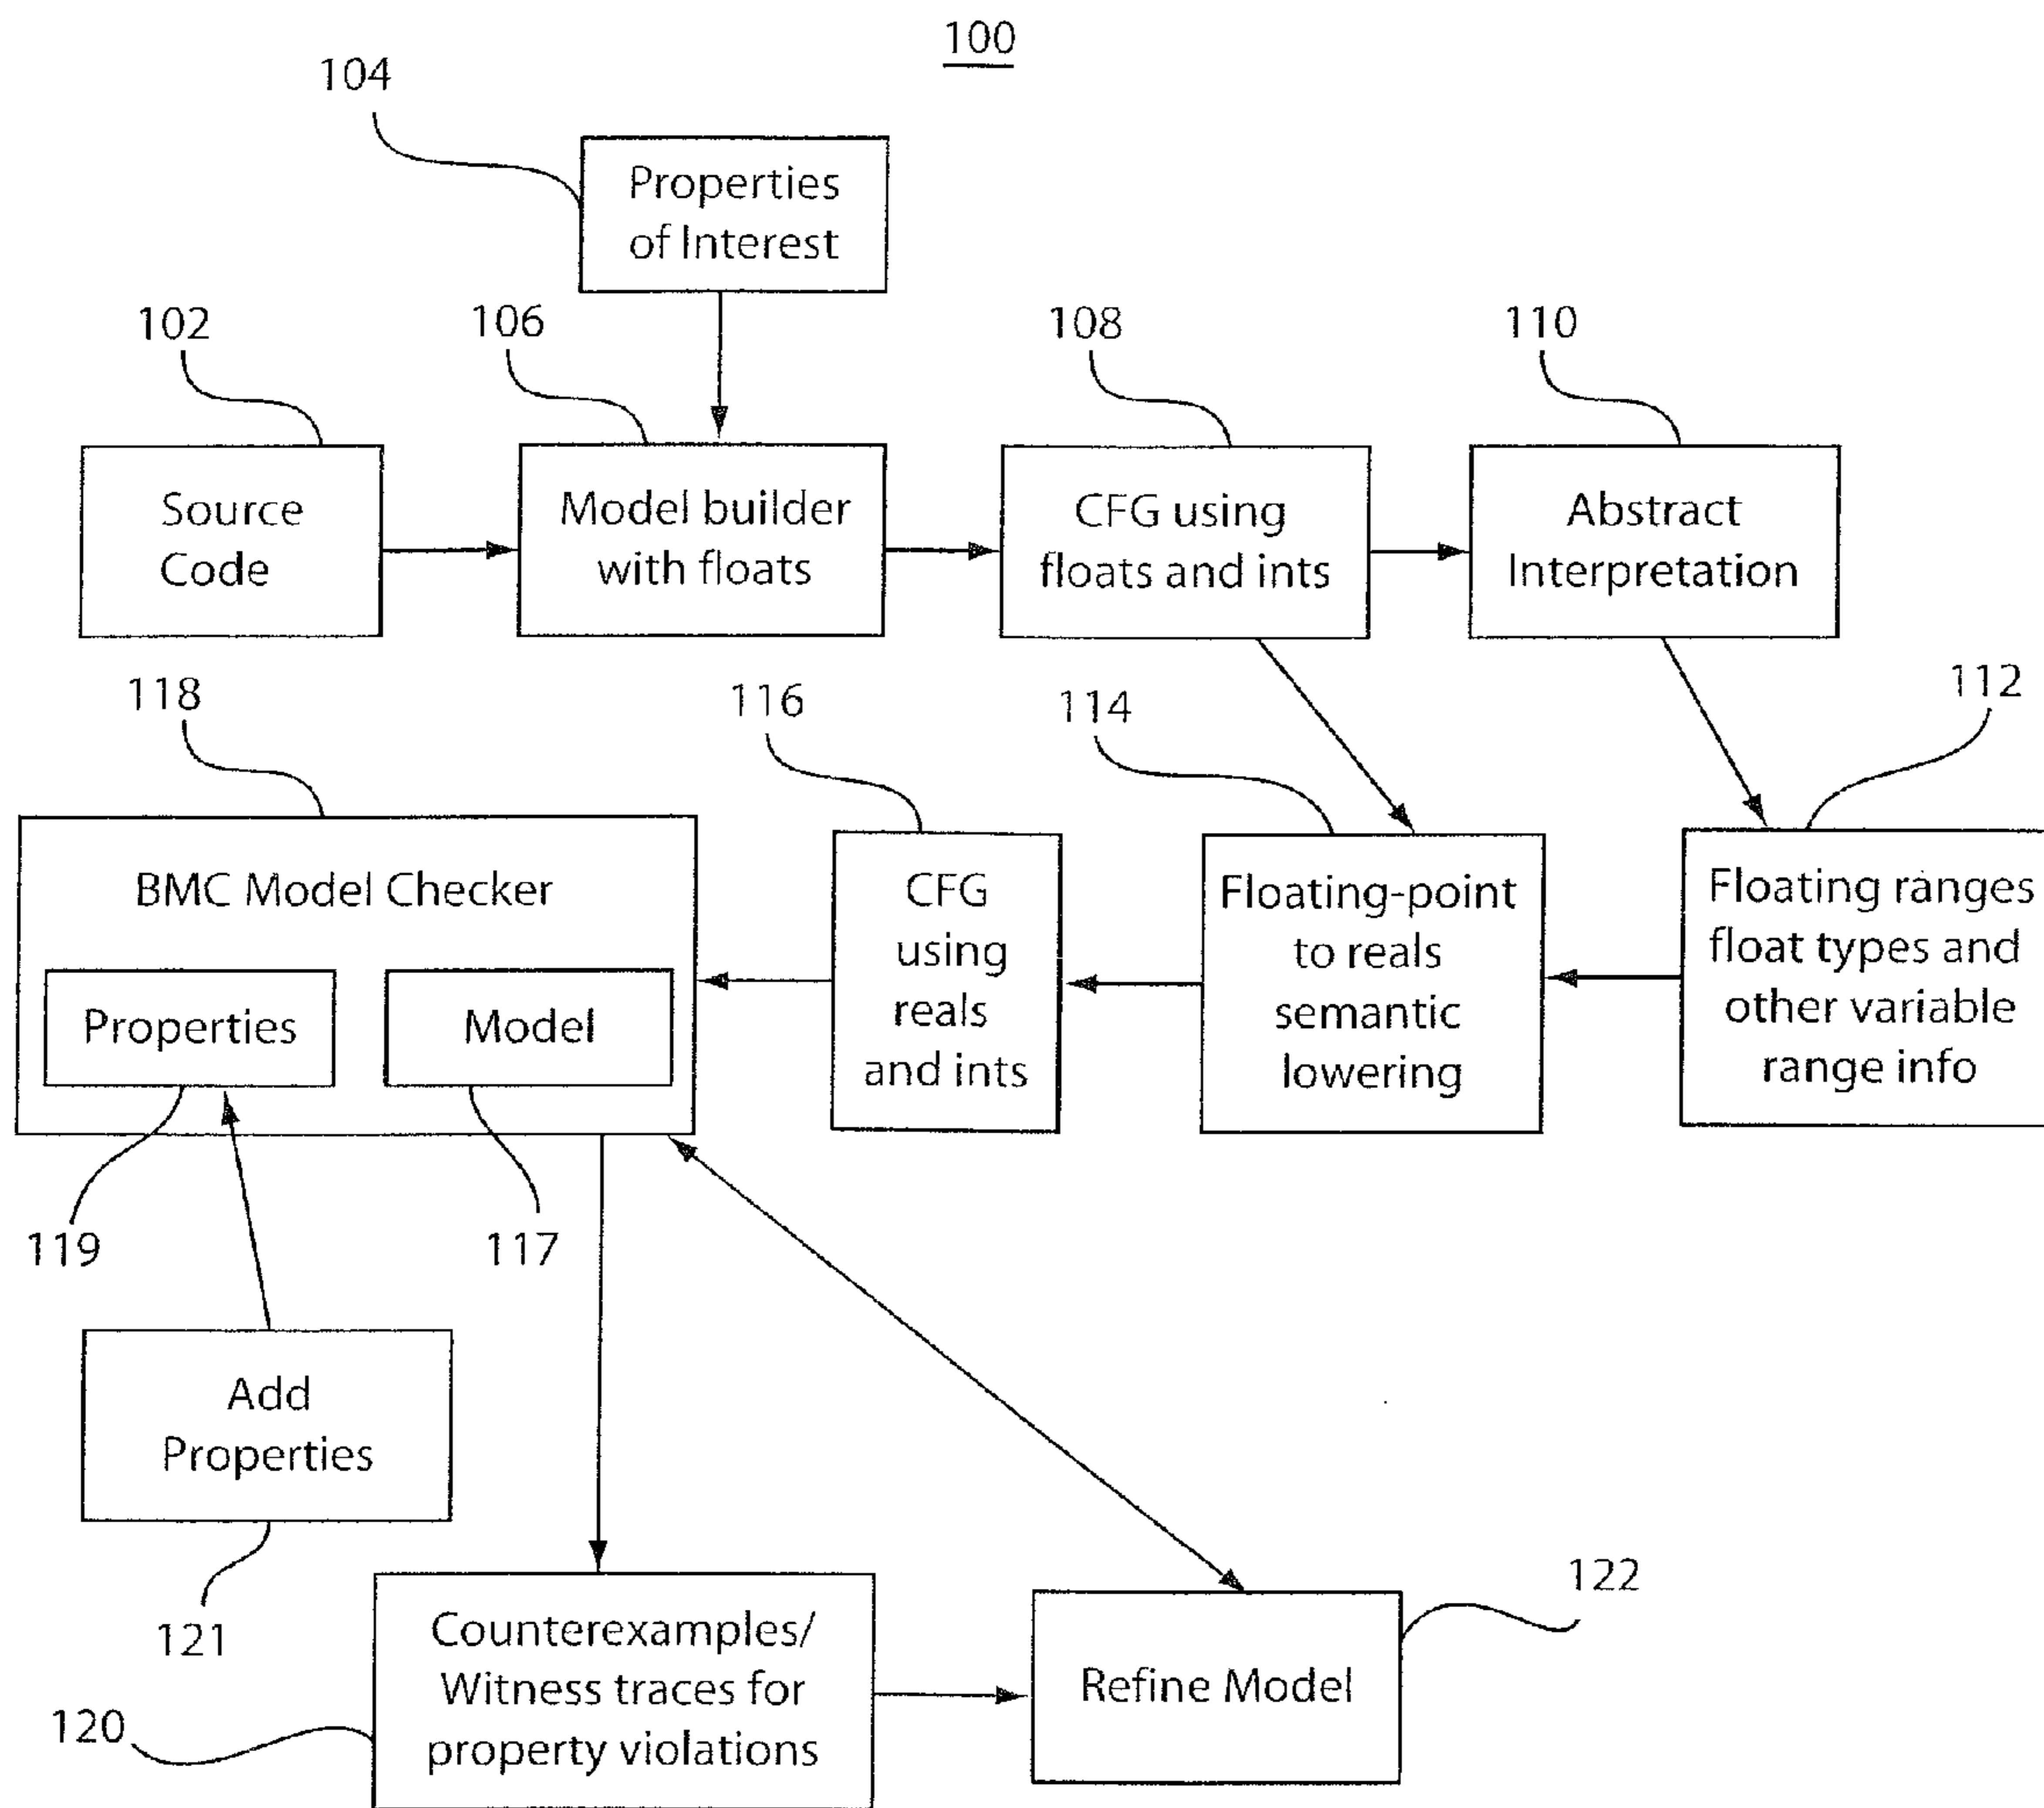 100
104
Properties
of Interest
102
106
108
110
Source
Code
Model builder
with floats
CFG using
floats and ints
Abstract
Interpretation
118
116
114
112
BMC Model Checker
Properties
Model
CFG
using
reals
and ints
Floating-point
to reals
semantic
lowering
Floating ranges
float types and
other variable
range info
119
117
Add
Properties
121
122
Counterexamples/
Witness traces for
property violations
Refine Model
120